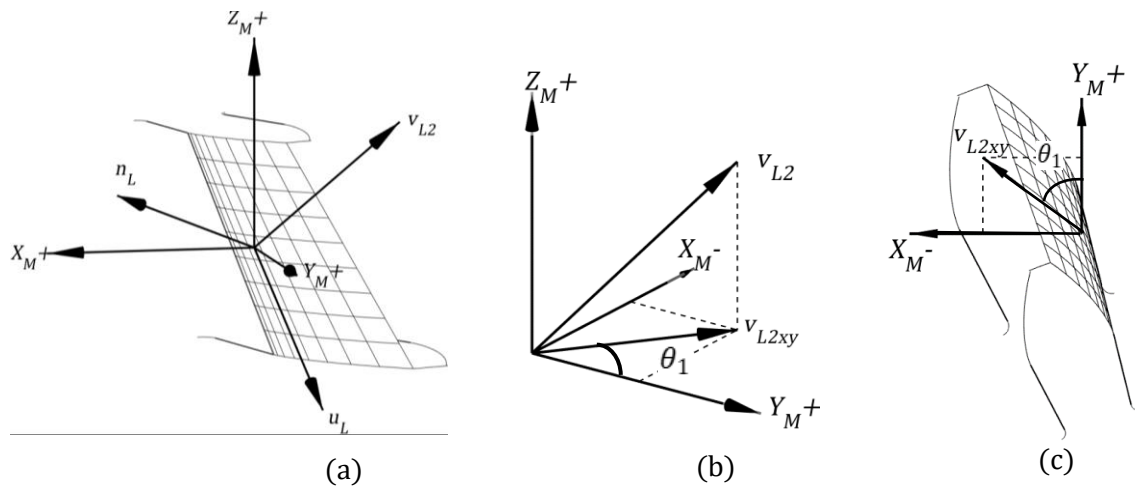 Z_M+
v_L2
n_L
X_M+
Y_M+
u_L
(a)
Z_M+
v_L2
X_M-
v_L2xy
θ_1
Y_M+
(b)
Y_M+
v_L2xy
θ_1
X_M-
(c)